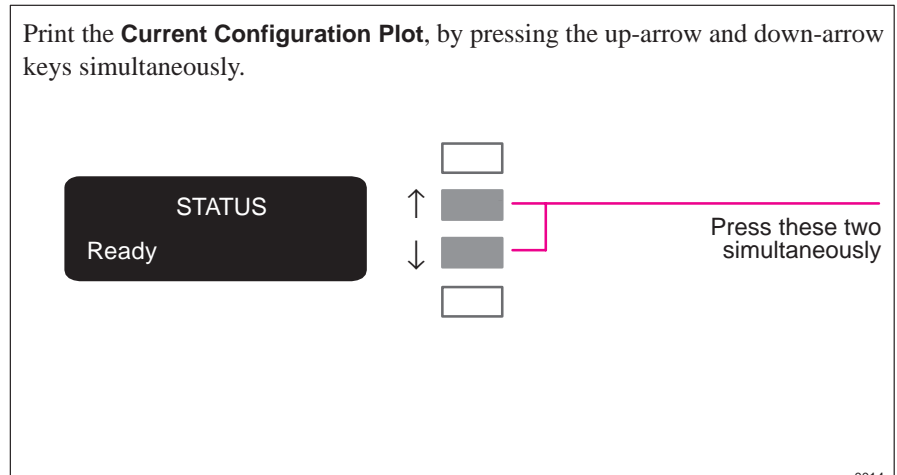 Print the Current Configuration Plot, by pressing the up-arrow and down-arrow
keys simultaneously.
STATUS
↑
Ready
↓
Press these two
simultaneously